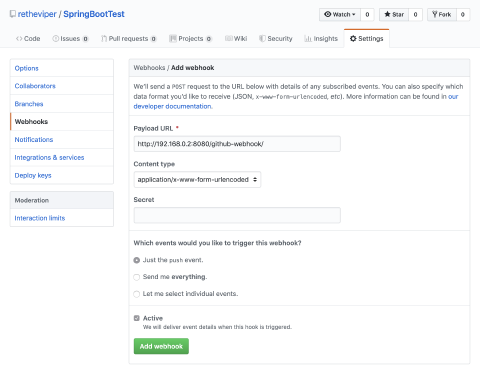 retheviper / SpringBootTest
Watch 0 Star 0 Fork 0
Code Issues 0 Pull requests 0 Projects 0 Wiki Security Insights Settings
Options
Collaborators
Branches
Webhooks
Notifications
Integrations & services
Deploy keys
Moderation
Interaction limits
Webhooks / Add webhook
We'll send a POST request to the URL below with details of any subscribed events. You can also specify which
data format you'd like to receive (JSON, x-www-form-urlencoded, etc). More information can be found in our
developer documentation.
Payload URL *
http://192.168.0.2:8080/github-webhook/
Content type
application/x-www-form-urlencoded
Secret
Which events would you like to trigger this webhook?
Just the push event.
Send me everything.
Let me select individual events.
Active
We will deliver event details when this hook is triggered.
Add webhook